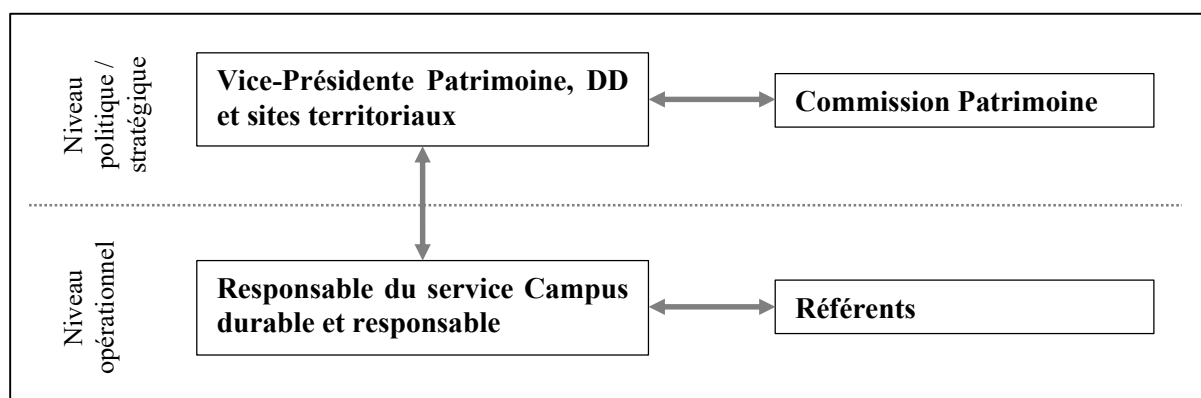 Niveau
politique /
stratégique
Vice-Présidente Patrimoine, DD
et sites territoriaux
Commission Patrimoine
Niveau
opérationnel
Responsable du service Campus
durable et responsable
Référents